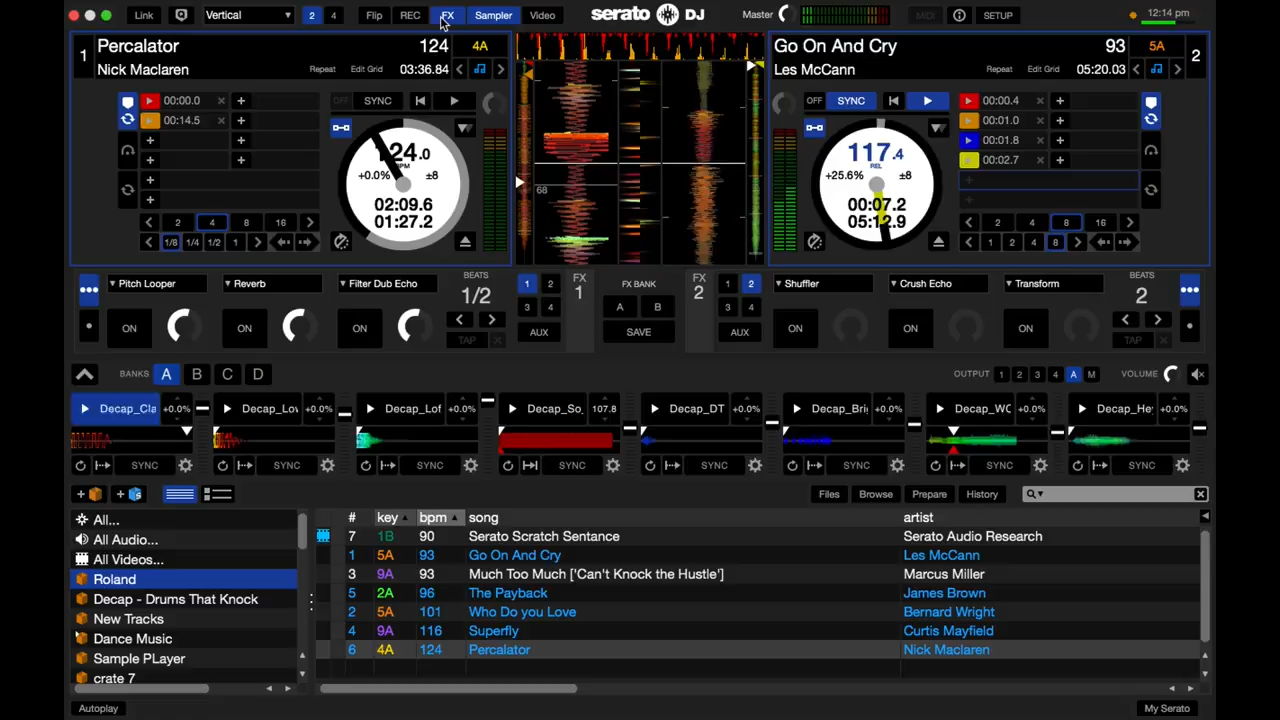 Link Vertical 2 4 Flip REC FX Sampler Video serato DJ Master MIDI SETUP 12:14 pm
1 Percalator 124 4A
Nick Maclaren 03:36.84 Repeat Edit Grid
Go On And Cry 93 5A 2
Les McCann 05:20.03 Repeat Edit Grid
00:00.0
00:14.5
OFF SYNC
124.0
BPM
+0.0% ±8
02:09.6
01:27.2
2 4 8 16
1/8 1/4 1/2 1
68
OFF SYNC
117.4
REL
+25.6% ±8
00:07.2
05:12.9
00:00.4
00:01.0
00:01.8
00:02.7
2 4 8 16
1 2 4 8
Pitch Looper Reverb Filter Dub Echo BEATS
1/2
ON ON ON TAP
1 2
3 4
AUX
FX
1
FX BANK
A B
SAVE
FX
2
1 2
3 4
AUX
Shuffler Crush Echo Transform BEATS
2
ON ON ON TAP
BANKS A B C D OUTPUT 1 2 3 4 A M VOLUME
Decap_Cla +0.0% Decap_Lov +0.0% Decap_Lof +0.0% Decap_So_ 107.8 Decap_DT +0.0% Decap_Bri +0.0% Decap_WC +0.0% Decap_Hey +0.0%
SYNC SYNC SYNC SYNC SYNC SYNC SYNC SYNC
Files Browse Prepare History
All...
All Audio...
All Videos...
Roland
Decap - Drums That Knock
New Tracks
Dance Music
Sample PLayer
crate 7
# key bpm song artist
7 1B 90 Serato Scratch Sentance Serato Audio Research
1 5A 93 Go On And Cry Les McCann
3 9A 93 Much Too Much ['Can't Knock the Hustle'] Marcus Miller
5 2A 96 The Payback James Brown
2 5A 101 Who Do you Love Bernard Wright
4 9A 116 Superfly Curtis Mayfield
6 4A 124 Percalator Nick Maclaren
Autoplay My Serato